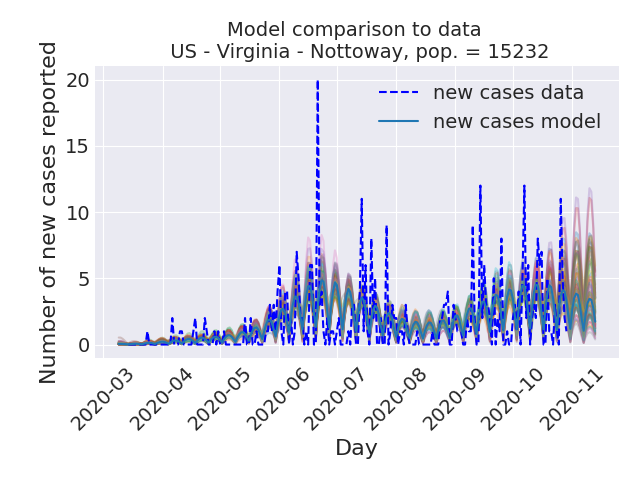 Model comparison to data
US - Virginia - Nottoway, pop. = 15232
new cases data
new cases model
Number of new cases reported
20
15
10
5
0
2020-03
2020-04
2020-05
2020-06
2020-07
2020-08
2020-09
2020-10
2020-11
Day